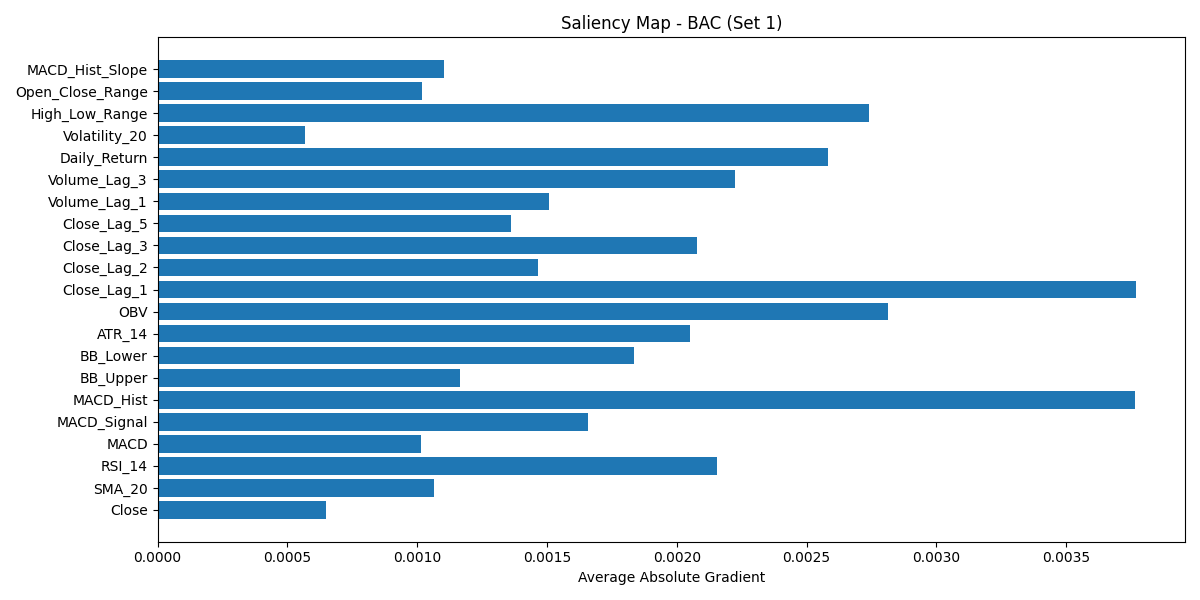 Saliency Map - BAC (Set 1)
MACD_Hist_Slope
Open_Close_Range
High_Low_Range
Volatility_20
Daily_Return
Volume_Lag_3
Volume_Lag_1
Close_Lag_5
Close_Lag_3
Close_Lag_2
Close_Lag_1
OBV
ATR_14
BB_Lower
BB_Upper
MACD_Hist
MACD_Signal
MACD
RSI_14
SMA_20
Close
0.0000 0.0005 0.0010 0.0015 0.0020 0.0025 0.0030 0.0035
Average Absolute Gradient